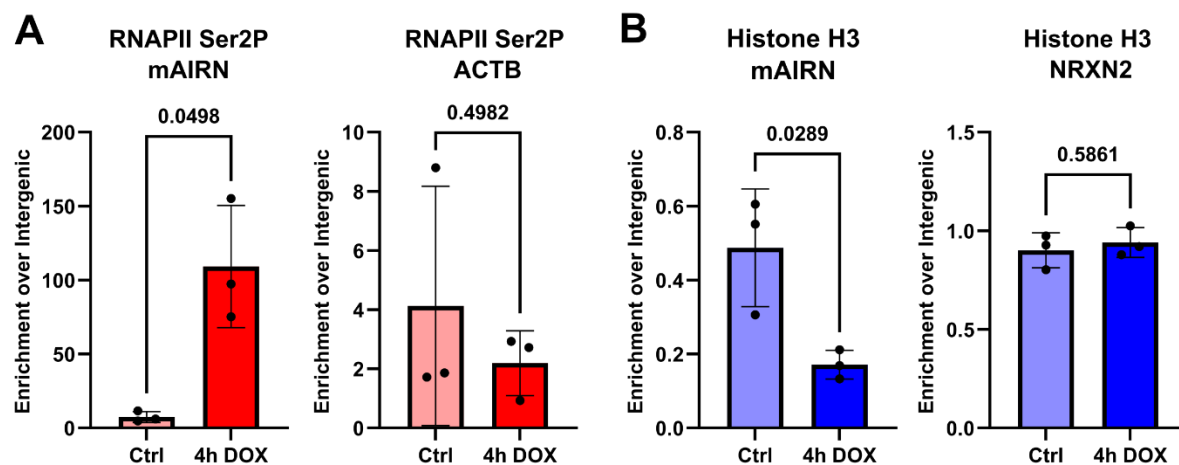 A
RNAPII Ser2P
mAIRN
0.0498
Enrichment over Intergenic
200
150
100
50
0
Ctrl
4h DOX
RNAPII Ser2P
ACTB
0.4982
Enrichment over Intergenic
10
8
6
4
2
0
Ctrl
4h DOX
B
Histone H3
mAIRN
0.0289
Enrichment over Intergenic
0.8
0.6
0.4
0.2
0.0
Ctrl
4h DOX
Histone H3
NRXN2
0.5861
Enrichment over Intergenic
1.5
1.0
0.5
0.0
Ctrl
4h DOX